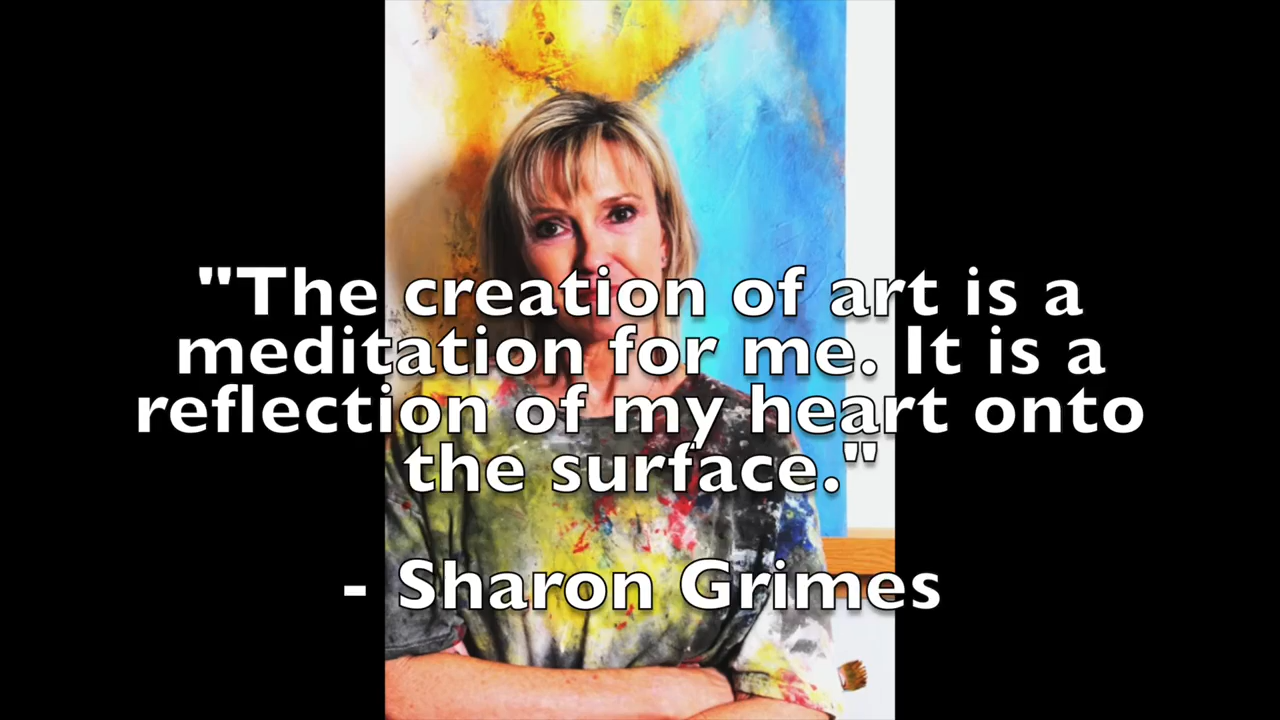 "The creation of art is a
meditation for me. It is a
reflection of my heart onto
the surface."
- Sharon Grimes